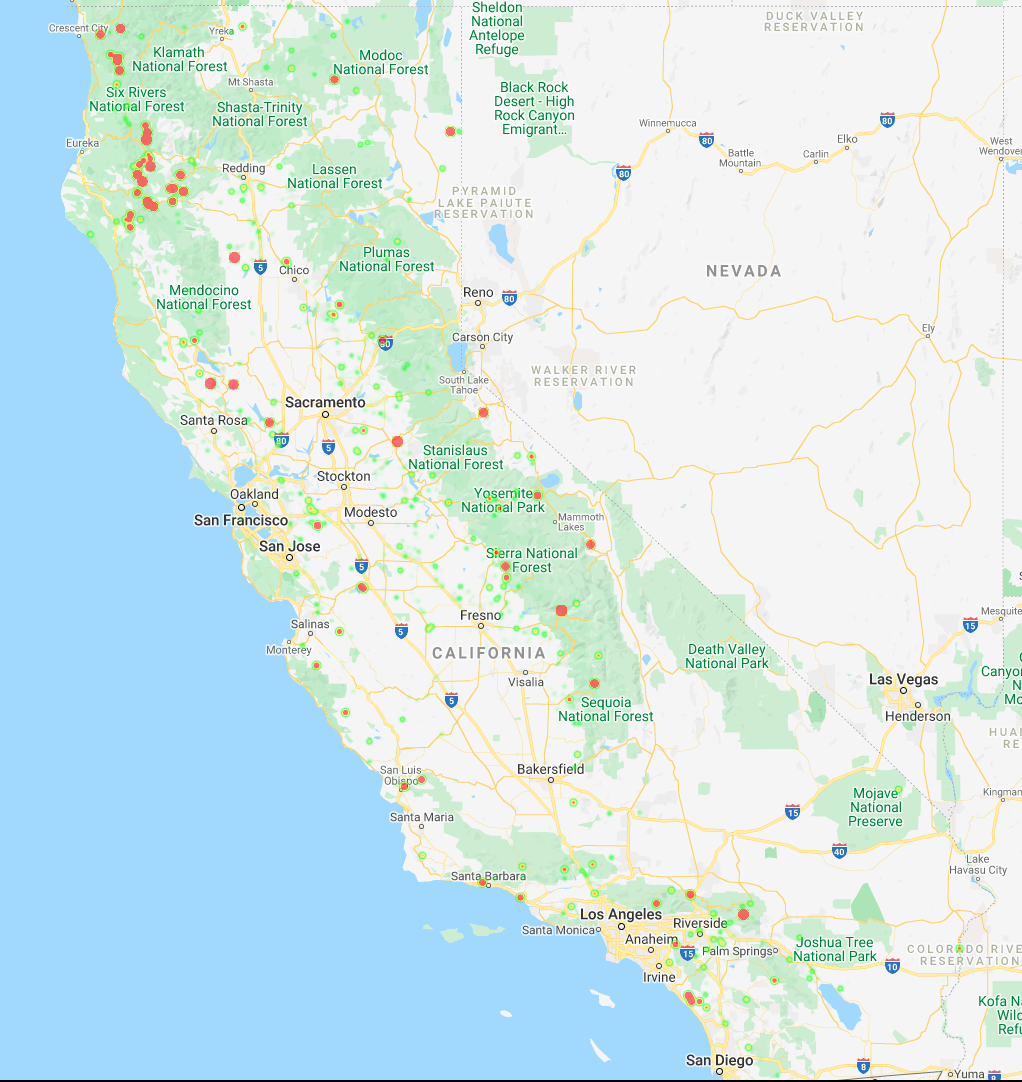 Sheldon
National
Antelope
Refuge
DUCK VALLEY
RESERVATION
Crescent City
Yreka
Klamath
National Forest
Modoc
National Forest
Mt Shasta
Six Rivers
National Forest
Shasta-Trinity
National Forest
Black Rock
Desert - High
Rock Canyon
Emigrant...
Winnemucca
80
80
Elko
Battle
Mountain
Carlin
West
Wendover
Eureka
Redding
Lassen
National Forest
80
PYRAMID
LAKE PAIUTE
RESERVATION
Plumas
National Forest
5
Chico
NEVADA
Mendocino
National Forest
Reno
80
Carson City
80
Ely
South Lake
Tahoe
WALKER RIVER
RESERVATION
Sacramento
Santa Rosa
80
5
Stanislaus
National Forest
Stockton
Oakland
Yosemite
National Park
San Francisco
Modesto
Mammoth
Lakes
San Jose
Sierra National
Forest
5
Salinas
Fresno
5
Monterey
CALIFORNIA
Mesquite
15
Death Valley
National Park
Visalia
Las Vegas
Henderson
5
Sequoia
National Forest
San Luis
Obispo
Bakersfield
Mojave
National
Preserve
Kingman
15
Santa Maria
40
Lake
Havasu City
Santa Barbara
Los Angeles
Santa Monica
Riverside
Anaheim
15
Palm Springs
Joshua Tree
National Park
COLORADO RIVE
RESERVATION
10
Irvine
Kofa N
Wil
Refu
San Diego
8
Yuma
8